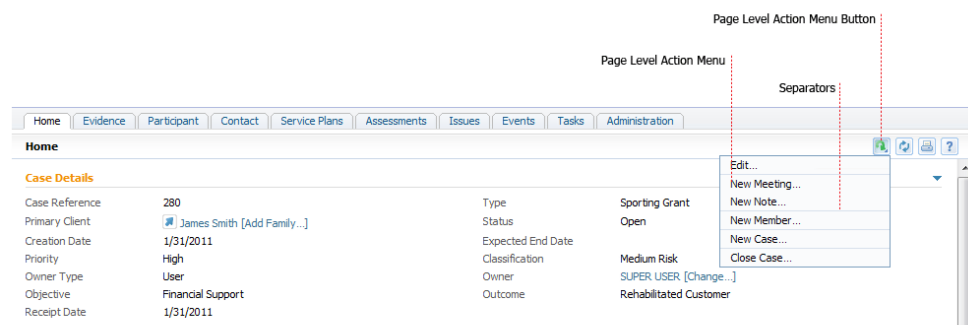 Page Level Action Menu Button
Page Level Action Menu
Separators
Home Evidence Participant Contact Service Plans Assessments Issues Events Tasks Administration
Home ?
Edit...
Case Details
New Meeting...
Case Reference 280 Type Sporting Grant New Note...
Primary Client James Smith [Add Family...] Status Open New Member...
Creation Date 1/31/2011 Expected End Date New Case...
Priority High Classification Medium Risk Close Case...
Owner Type User Owner SUPER USER [Change...]
Objective Financial Support Outcome Rehabilitated Customer
Receipt Date 1/31/2011